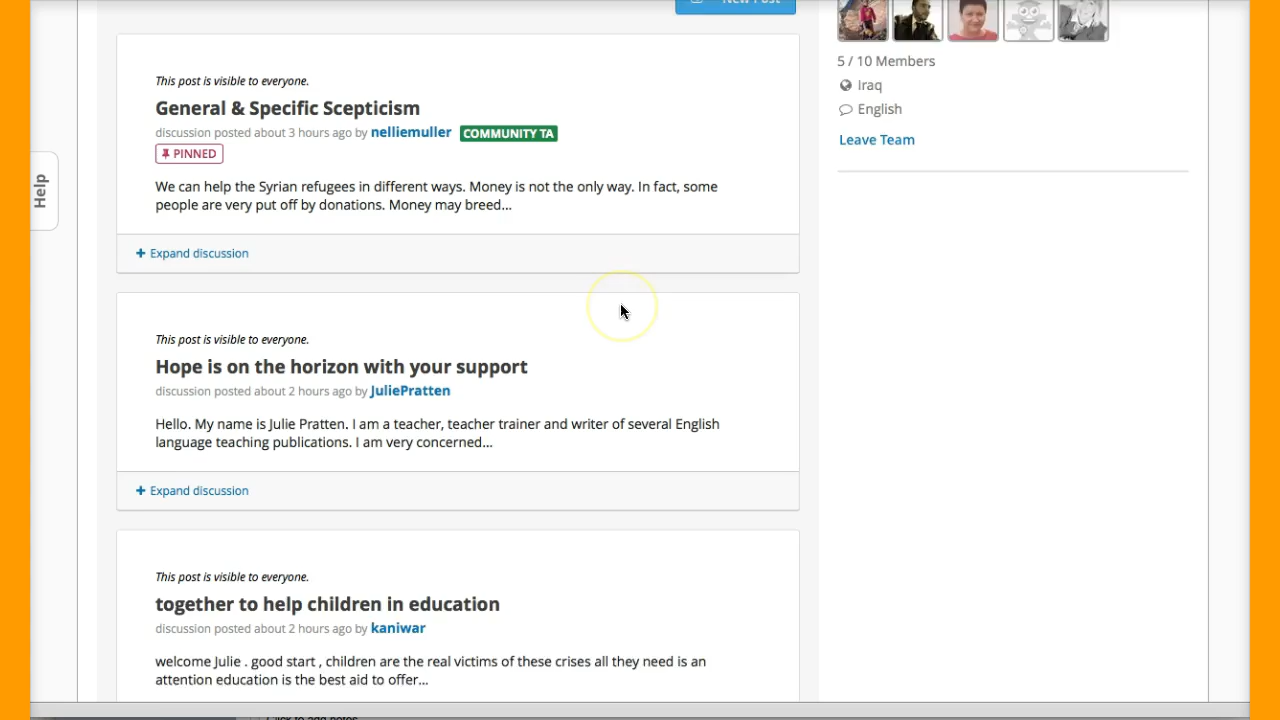 New Post
This post is visible to everyone.
General & Specific Scepticism
discussion posted about 3 hours ago by nelliemuller COMMUNITY TA
PINNED
We can help the Syrian refugees in different ways. Money is not the only way. In fact, some
people are very put off by donations. Money may breed...
+ Expand discussion
This post is visible to everyone.
Hope is on the horizon with your support
discussion posted about 2 hours ago by JuliePratten
Hello. My name is Julie Pratten. I am a teacher, teacher trainer and writer of several English
language teaching publications. I am very concerned...
+ Expand discussion
This post is visible to everyone.
together to help children in education
discussion posted about 2 hours ago by kaniwar
welcome Julie . good start , children are the real victims of these crises all they need is an
attention education is the best aid to offer...
5 / 10 Members
Iraq
English
Leave Team
Help
Click to add notes